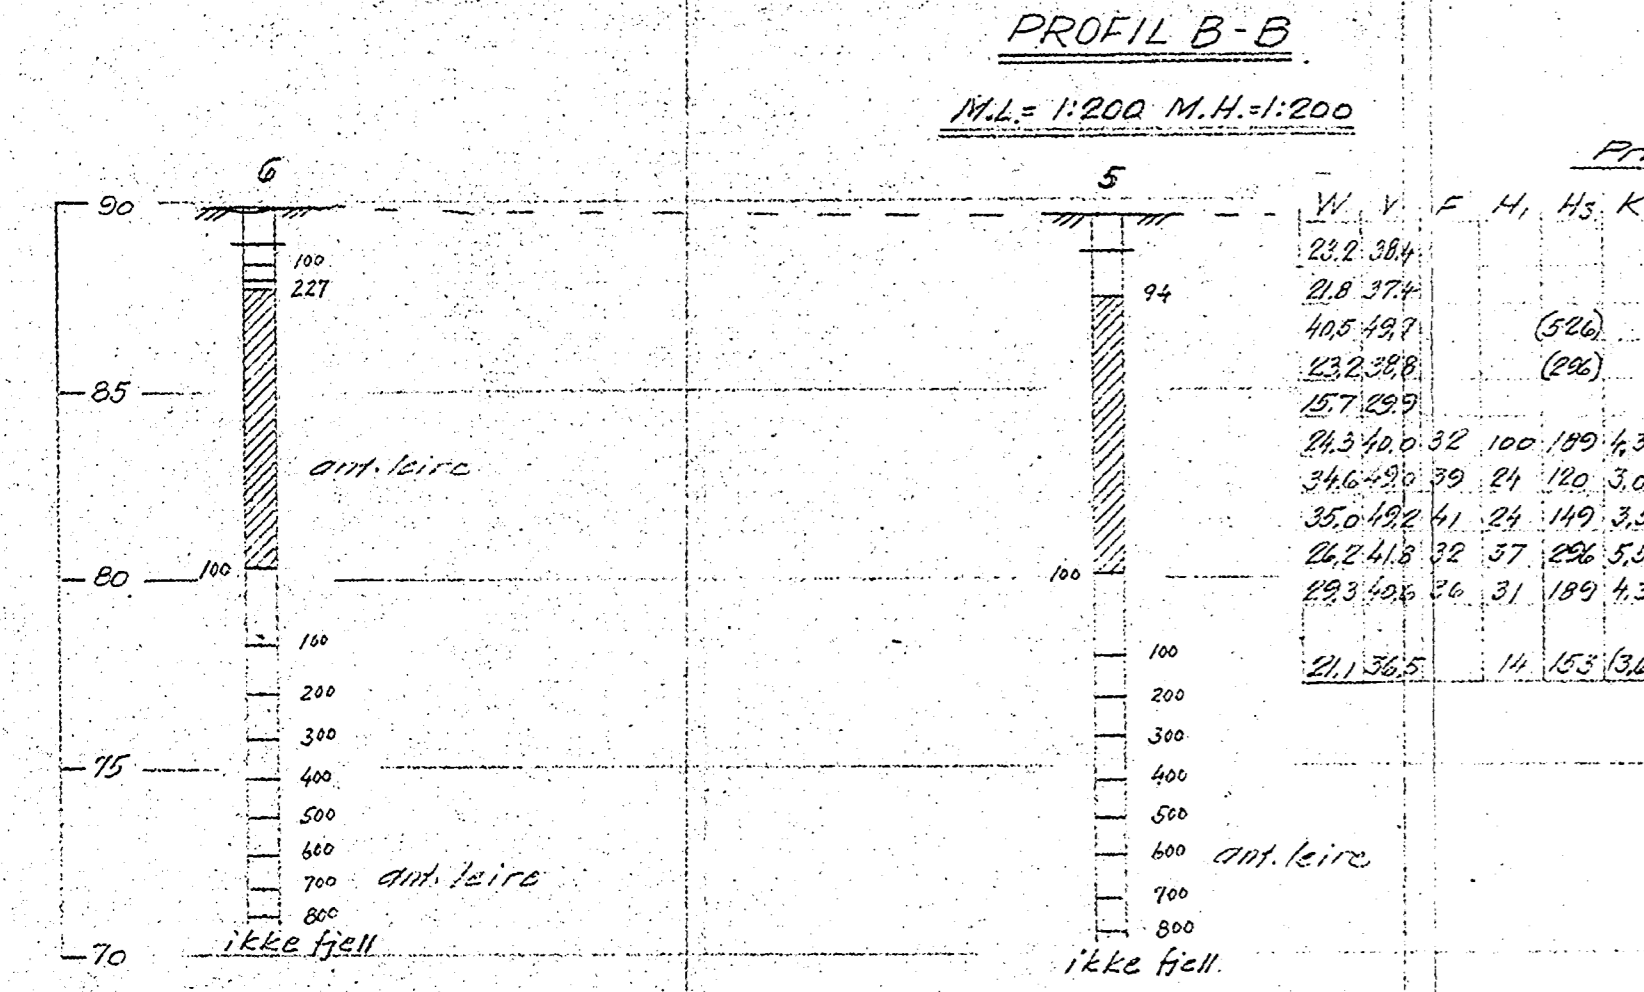 PROFIL B-B
M.L.= 1:200 M.H.=1:200
6
90
100
227
85
ant. leire
80
100
100
200
300
75
400
500
600
700
ant. leire
800
ikke fjell
70
5
94
100
100
200
300
400
500
600
ant. leire
700
800
ikke fjell.
W V F H1 H3 K
23.2 38.4
21.8 37.4
40,5 49,7 (526)
23.2 38,8 (296)
15.7 29.9
24.3 40.0 32 100 189
34.6 49.0 39 24 120
35.0 49.2 41 24 149
26,2 41.8 32 37 296
29.3 40.6 36 31 189
21.1 36.5 14 153